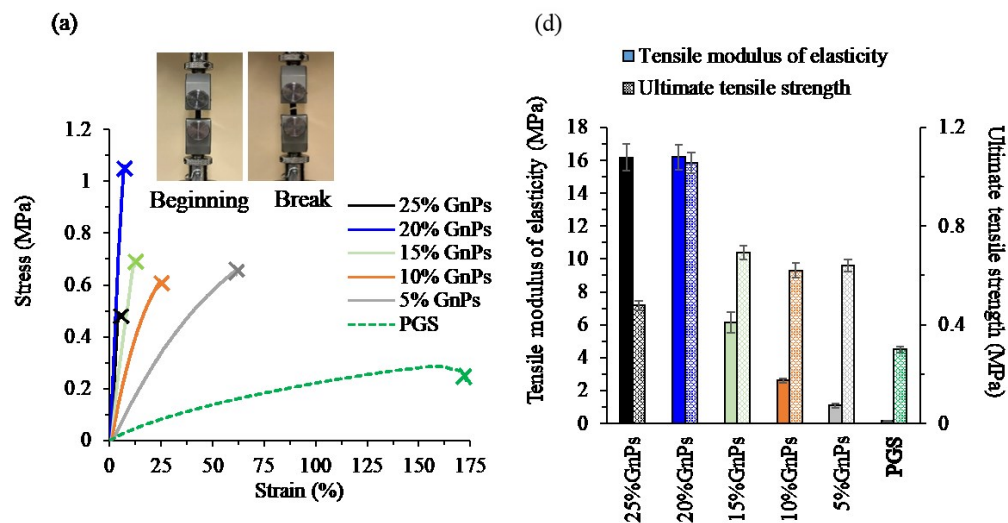 (a)
Beginning
Break
Stress (MPa)
1.2
1
0.8
0.6
0.4
0.2
0
0
25
50
75
100
125
150
175
Strain (%)
25% GnPs
20% GnPs
15% GnPs
10% GnPs
5% GnPs
PGS
(d)
Tensile modulus of elasticity
Ultimate tensile strength
Tensile modulus of elasticity (MPa)
18
16
14
12
10
8
6
4
2
0
25%GnPs
20%GnPs
15%GnPs
10%GnPs
5%GnPs
PGS
1.2
0.8
0.4
0
Ultimate tensile
strength (MPa)